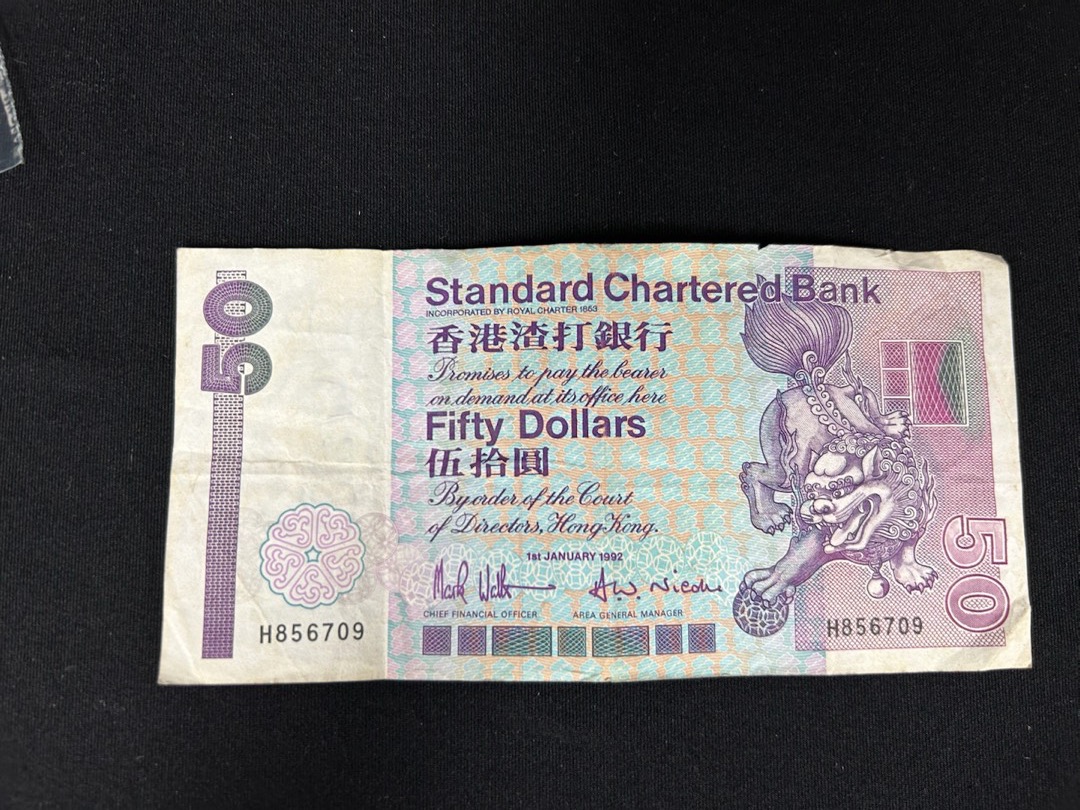 50
Standard Chartered Bank
INCORPORATED BY ROYAL CHARTER 1853
香港渣打銀行
Promises to pay the bearer
on demand at its office here
Fifty Dollars
伍拾圓
By order of the Court
of Directors, Hong Kong.
1st JANUARY 1992
CHIEF FINANCIAL OFFICER AREA GENERAL MANAGER
H856709
H856709
50